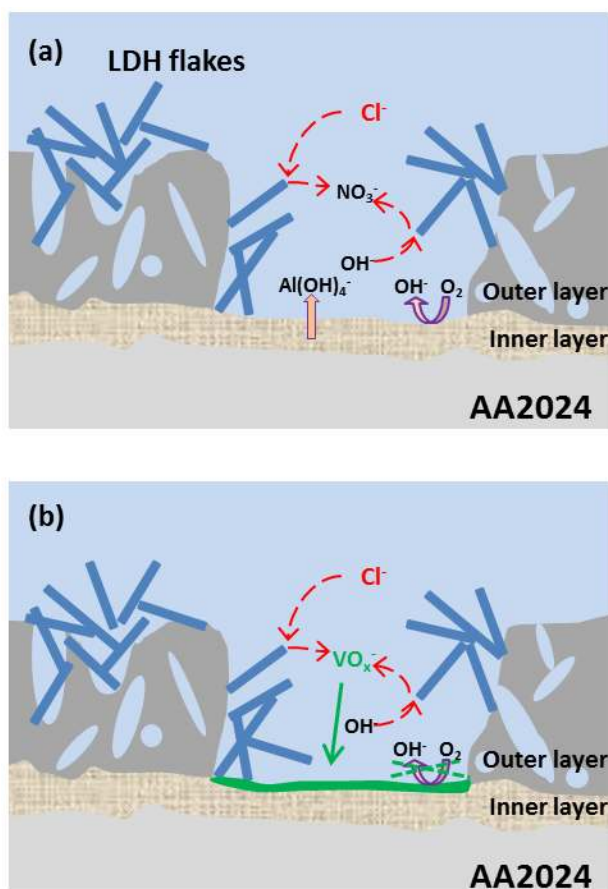 (a)
LDH flakes
Cl⁻
NO₃⁻
OH⁻
Al(OH)₄⁻
OH⁻ O₂
Outer layer
Inner layer
AA2024
(b)
Cl⁻
VOₓ⁻
OH⁻
OH⁻ O₂
Outer layer
Inner layer
AA2024